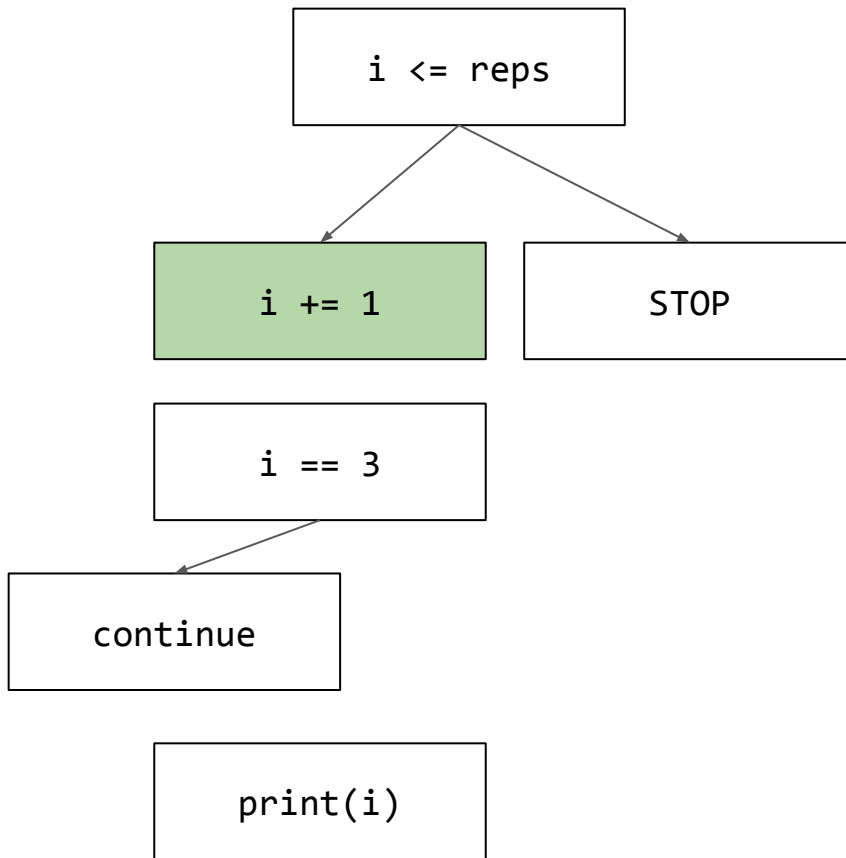 i <= reps
i += 1
STOP
i == 3
continue
print(i)